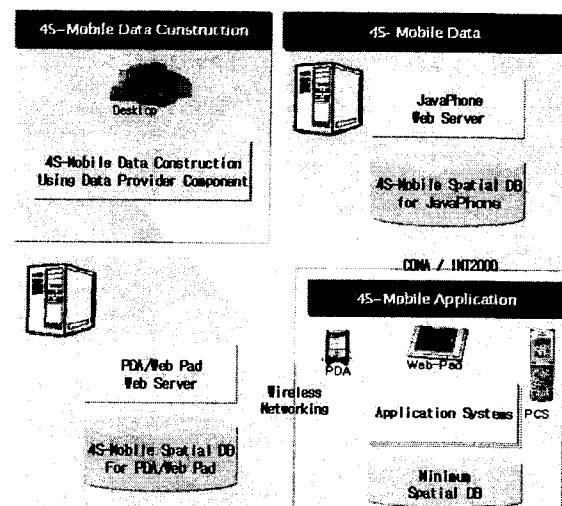 4S-Mobile Data Construction
Desktop
4S-Mobile Data Construction
Using Data Provider Component
4S- Mobile Data
JavaPhone
Web Server
4S-Mobile Spatial DB
for JavaPhone
CDMA / IMT2000
PDA/Web Pad
Web Server
4S-Mobile Spatial DB
For PDA/Web Pad
Wireless
Networking
4S-Mobile Application
PDA
Web-Pad
PCS
Application Systems
Minimum
Spatial DB